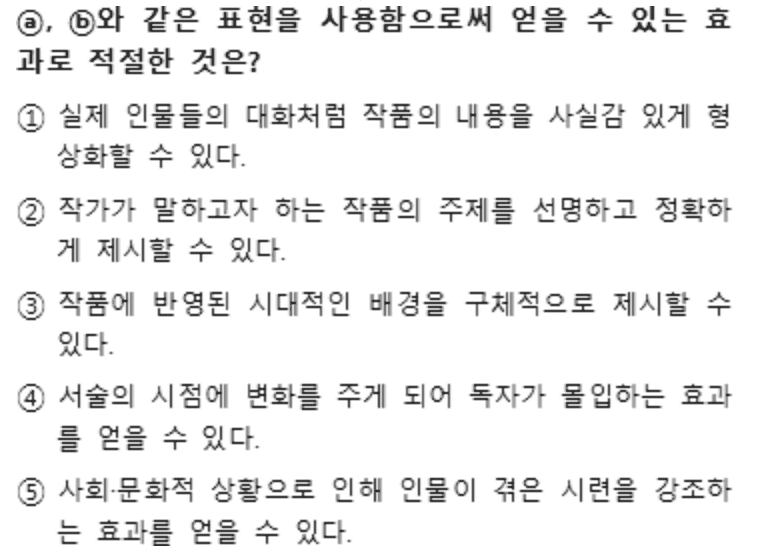 ⓐ, ⓑ와 같은 표현을 사용함으로써 얻을 수 있는 효
과로 적절한 것은?
① 실제 인물들의 대화처럼 작품의 내용을 사실감 있게 형
상화할 수 있다.
② 작가가 말하고자 하는 작품의 주제를 선명하고 정확하
게 제시할 수 있다.
③ 작품에 반영된 시대적인 배경을 구체적으로 제시할 수
있다.
④ 서술의 시점에 변화를 주게 되어 독자가 몰입하는 효과
를 얻을 수 있다.
⑤ 사회·문화적 상황으로 인해 인물이 겪은 시련을 강조하
는 효과를 얻을 수 있다.